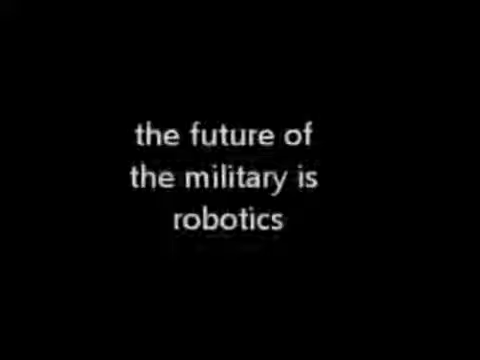 the future of
the military is
robotics